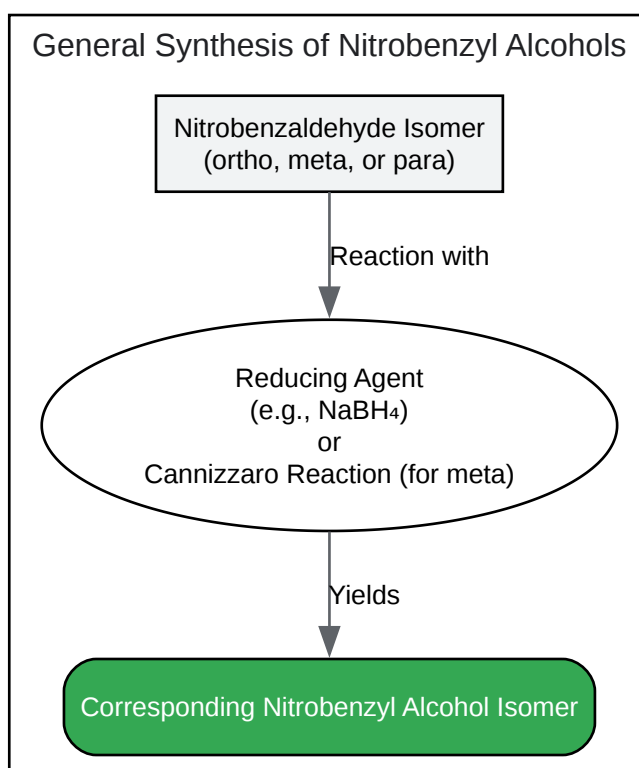 General Synthesis of Nitrobenzyl Alcohols
Nitrobenzaldehyde Isomer
(ortho, meta, or para)
Reaction with
Reducing Agent
(e.g., NaBH₄)
or
Cannizzaro Reaction (for meta)
Yields
Corresponding Nitrobenzyl Alcohol Isomer